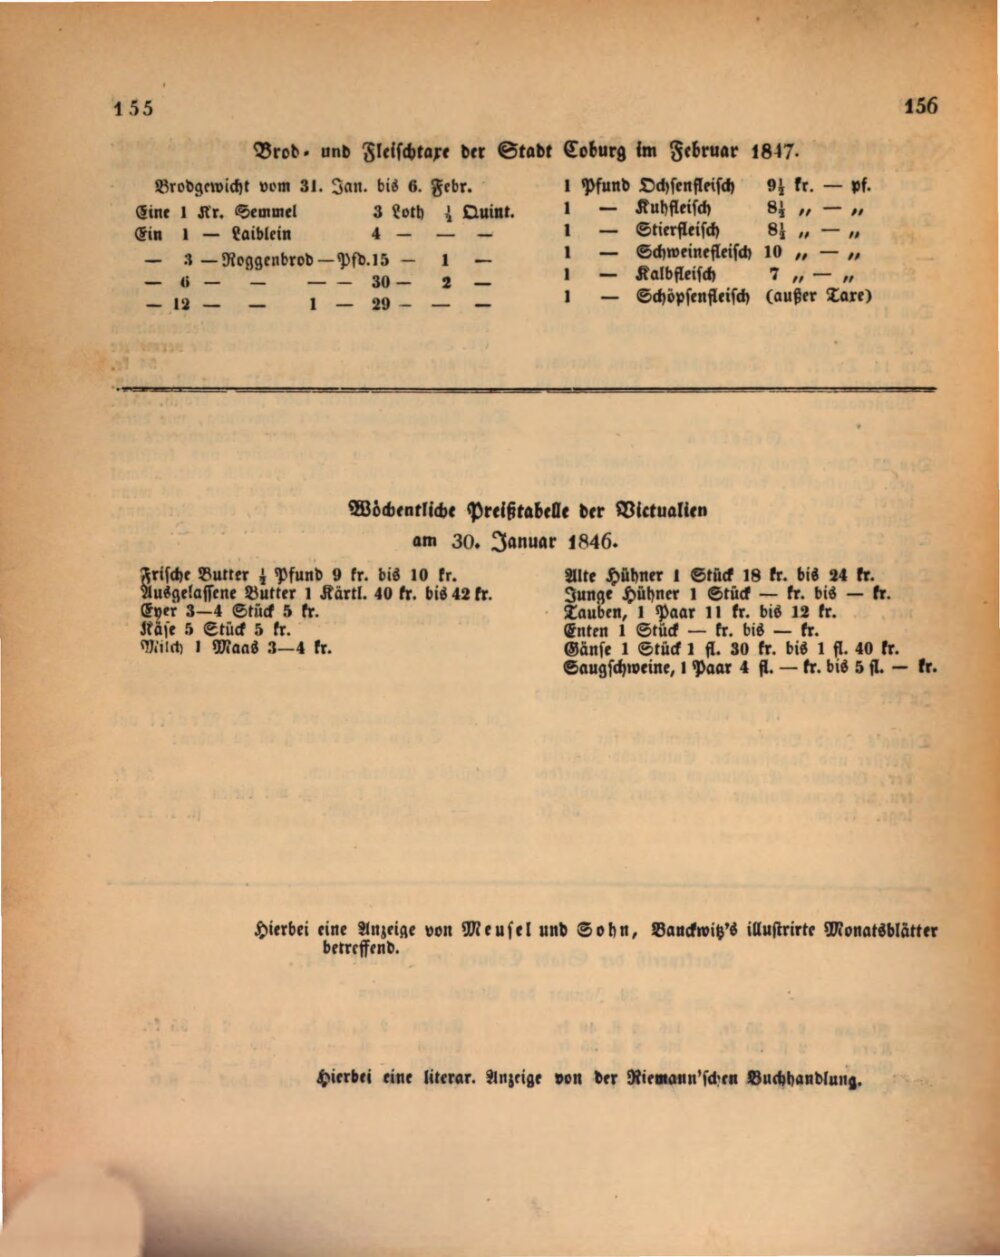 155
156
Brod- und Fleischtaxe der Stadt Coburg im Februar 1847.
Brodgewicht vom 31. Jan. bis 6. Febr.
Eine 1 Kr. Semmel 3 Loth ½ Quint.
Ein 1 — Laiblein 4 — — —
— 3 — Roggenbrod — Pfd. 15 — 1 —
— 6 — — — — 30 — 2 —
— 12 — — 1 — 29 — — —
1 Pfund Ochsenfleisch 9½ kr. — pf.
1 — Kuhfleisch 8½ „ — „
1 — Stierfleisch 8½ „ — „
1 — Schweinefleisch 10 „ — „
1 — Kalbfleisch 7 „ — „
1 — Schöpsenfleisch (außer Taxe)
Wöchentliche Preißtabelle der Victualien
am 30. Januar 1846.
Frische Butter ½ Pfund 9 kr. bis 10 kr.
Ausgelassene Butter 1 Kärtl. 40 kr. bis 42 kr.
Eyer 3—4 Stück 5 kr.
Käse 5 Stück 5 kr.
Milch 1 Maas 3—4 kr.
Alte Hühner 1 Stück 18 kr. bis 24 kr.
Junge Hühner 1 Stück — kr. bis — kr.
Tauben, 1 Paar 11 kr. bis 12 kr.
Enten 1 Stück — kr. bis — kr.
Gänse 1 Stück 1 fl. 30 kr. bis 1 fl. 40 kr.
Saugschweine, 1 Paar 4 fl. — kr. bis 5 fl. — kr.
Hierbei eine Anzeige von Meusel und Sohn, Banckwitz's illustrirte Monatsblätter
betreffend.
Hierbei eine literar. Anzeige von der Riemann'schen Buchhandlung.